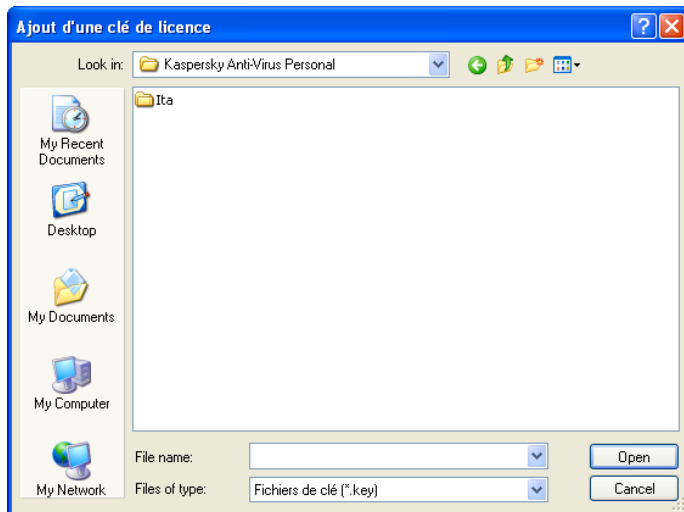 Ajout d'une clé de licence
Look in:
Kaspersky Anti-Virus Personal
Ita
My Recent
Documents
Desktop
My Documents
My Computer
My Network
File name:
Open
Files of type:
Fichiers de clé (*.key)
Cancel